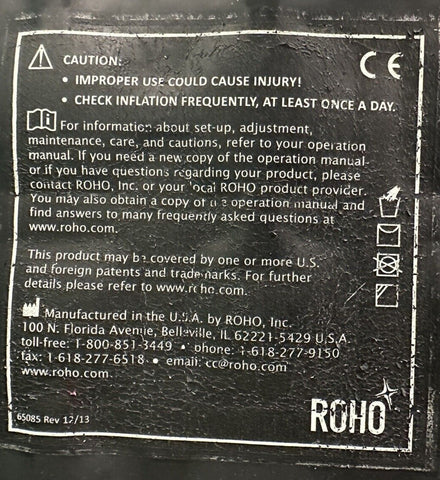 CAUTION:
• IMPROPER USE COULD CAUSE INJURY!
• CHECK INFLATION FREQUENTLY, AT LEAST ONCE A DAY.
CE
For information about set-up, adjustment,
maintenance, care, and cautions, refer to your operation
manual. If you need a new copy of the operation manual
or if you have questions regarding your product, please
contact ROHO, Inc. or your local ROHO product provider.
You may also obtain a copy of the operation manual and
find answers to many frequently asked questions at
www.roho.com.
This product may be covered by one or more U.S.
and foreign patents and trademarks. For further
details please refer to www.roho.com.
Manufactured in the U.S.A. by ROHO, Inc.
100 N. Florida Avenue, Belleville, IL 62221-5429 U.S.A.
toll-free: 1-800-851-3449 • phone: 1-618-277-9150
fax: 1-618-277-6518 • email: cc@roho.com
www.roho.com
ROHO
65085 Rev 12/13